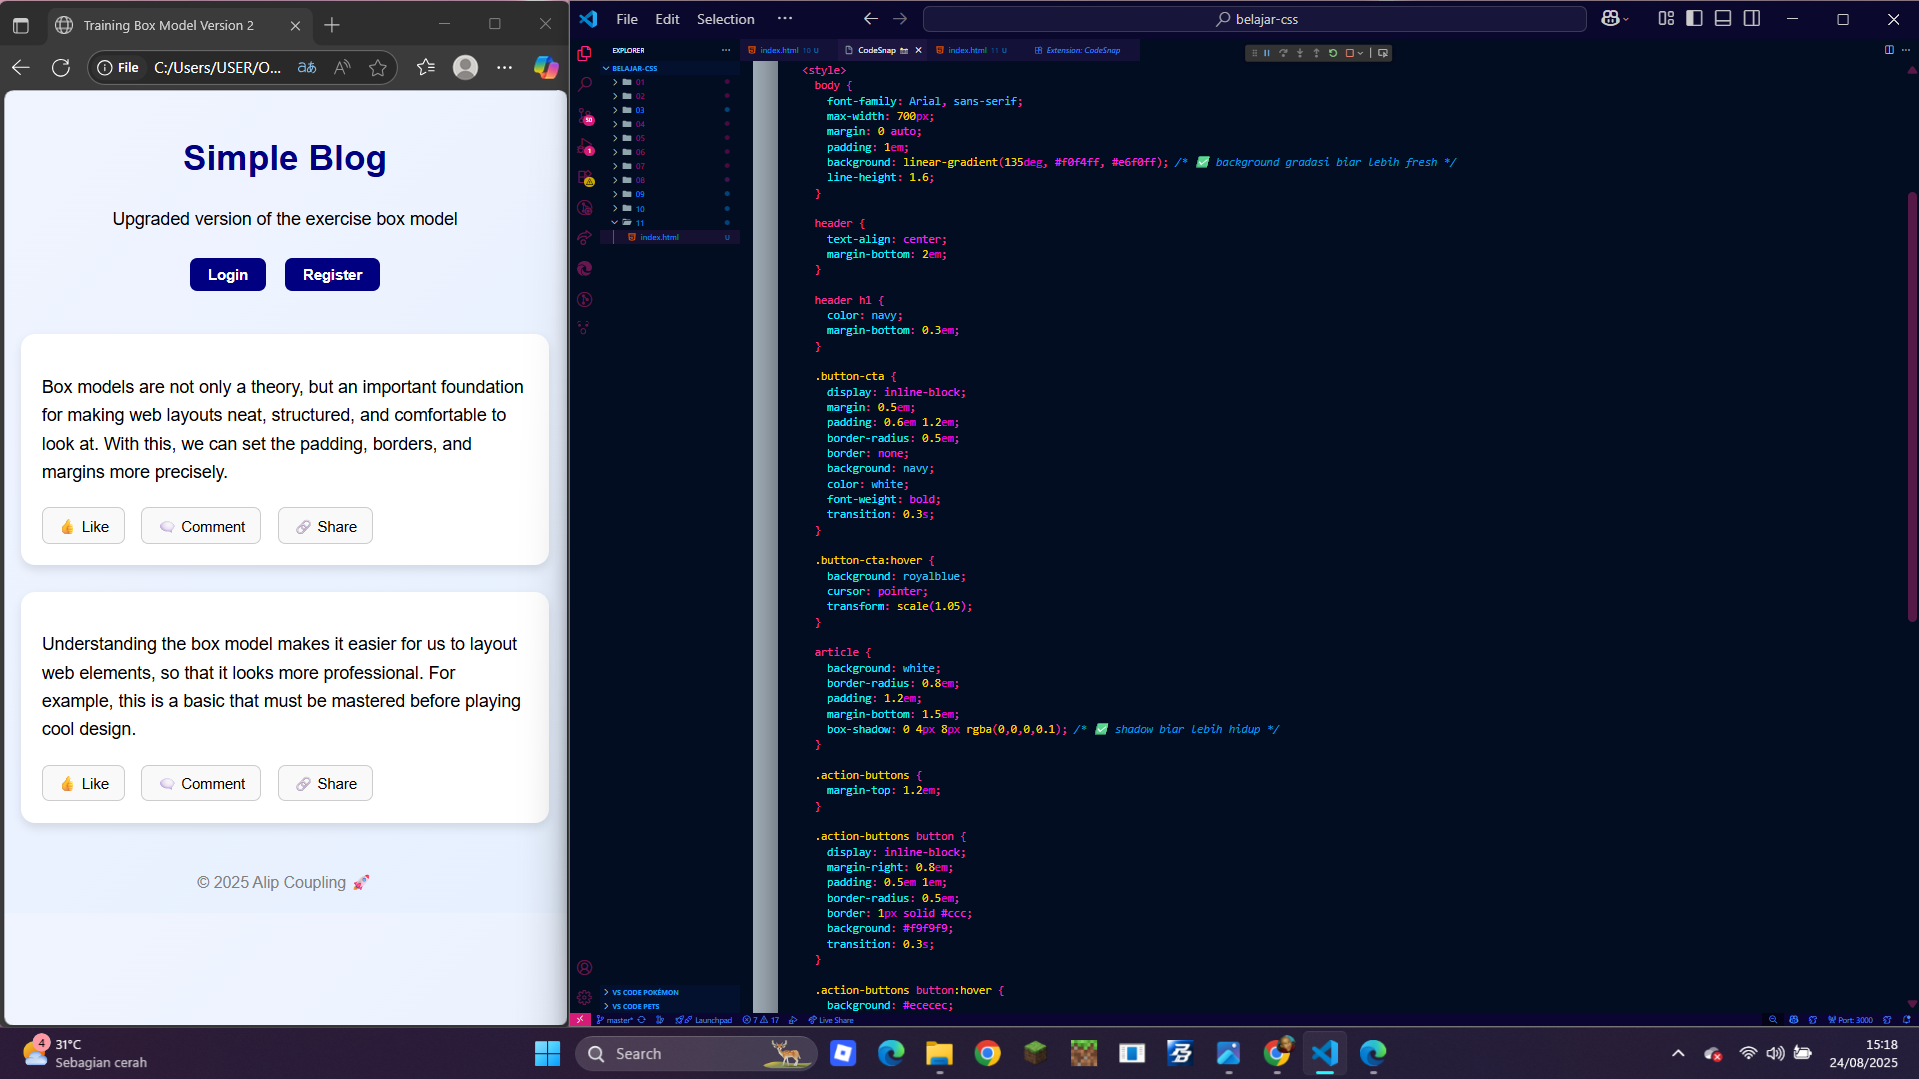 Training Box Model Version 2
File
C:/Users/USER/O...
Simple Blog
Upgraded version of the exercise box model
Login
Register
Box models are not only a theory, but an important foundation
for making web layouts neat, structured, and comfortable to
look at. With this, we can set the padding, borders, and
margins more precisely.
👍 Like
💬 Comment
🔗 Share
Understanding the box model makes it easier for us to layout
web elements, so that it looks more professional. For
example, this is a basic that must be mastered before playing
cool design.
👍 Like
💬 Comment
🔗 Share
© 2025 Alip Coupling 🚀
File Edit Selection ···
belajar-css
EXPLORER
index.html 10 U
CodeSnap
index.html 11 U
Extension: CodeSnap
BELAJAR-CSS
01
02
03
04
05
06
07
08
09
10
11
index.html U
50
1
VS CODE POKÉMON
VS CODE PETS
<style>
body {
font-family: Arial, sans-serif;
max-width: 700px;
margin: 0 auto;
padding: 1em;
background: linear-gradient(135deg, #f0f4ff, #e6f0ff); /* ✅ background gradasi biar lebih fresh */
line-height: 1.6;
}
header {
text-align: center;
margin-bottom: 2em;
}
header h1 {
color: navy;
margin-bottom: 0.3em;
}
.button-cta {
display: inline-block;
margin: 0.5em;
padding: 0.6em 1.2em;
border-radius: 0.5em;
border: none;
background: navy;
color: white;
font-weight: bold;
transition: 0.3s;
}
.button-cta:hover {
background: royalblue;
cursor: pointer;
transform: scale(1.05);
}
article {
background: white;
border-radius: 0.8em;
padding: 1.2em;
margin-bottom: 1.5em;
box-shadow: 0 4px 8px rgba(0,0,0,0.1); /* ✅ shadow biar lebih hidup */
}
.action-buttons {
margin-top: 1.2em;
}
.action-buttons button {
display: inline-block;
margin-right: 0.8em;
padding: 0.5em 1em;
border-radius: 0.5em;
border: 1px solid #ccc;
background: #f9f9f9;
transition: 0.3s;
}
.action-buttons button:hover {
background: #ececec;
master* Launchpad 7 17 Live Share
Port: 3000
4
31°C
Sebagian cerah
Search
15:18
24/08/2025